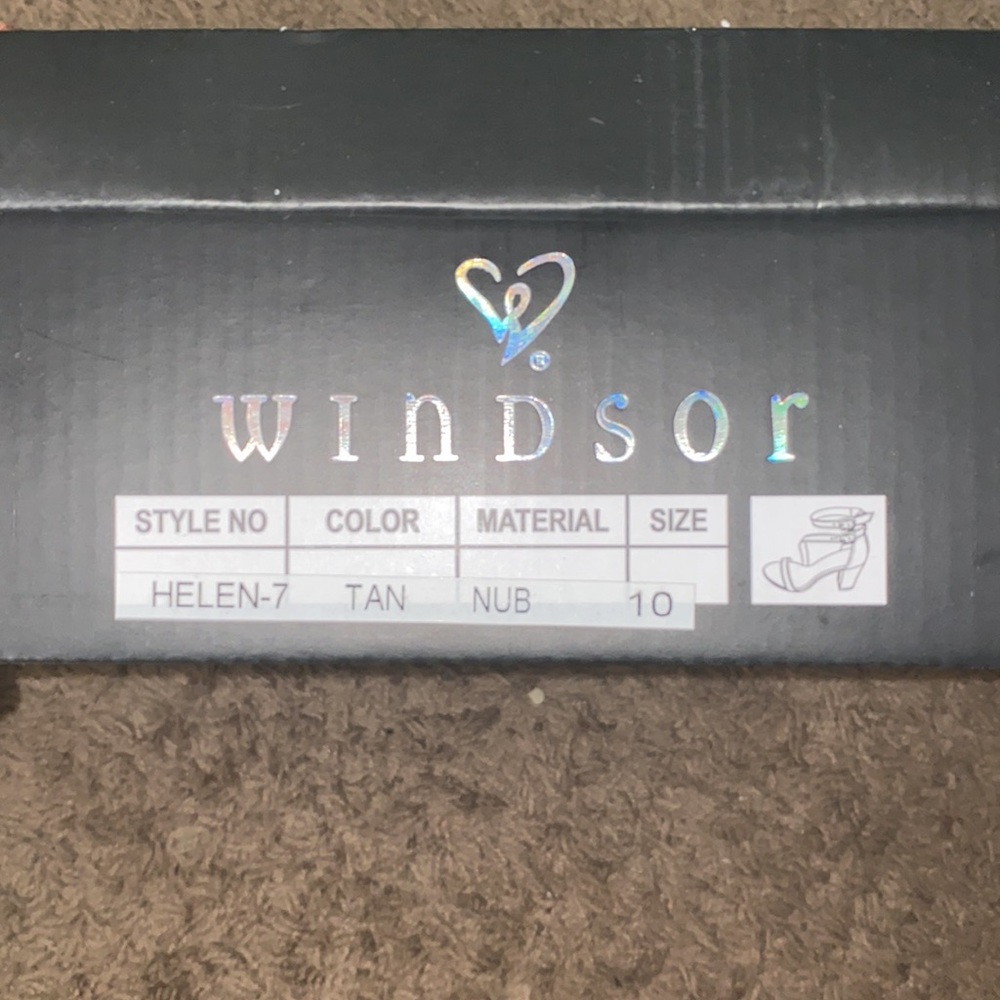 ®
WINDSOR
STYLE NO COLOR MATERIAL SIZE
HELEN-7 TAN NUB 10